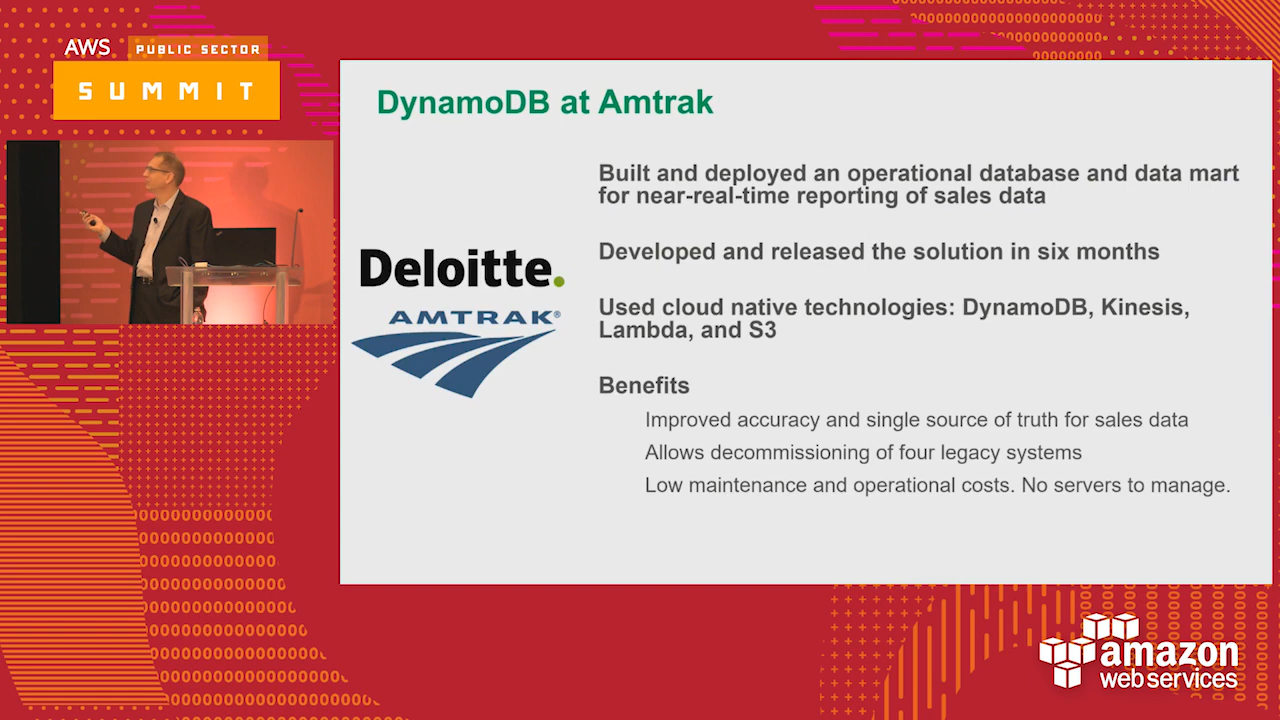 AWS PUBLIC SECTOR
SUMMIT
DynamoDB at Amtrak
Built and deployed an operational database and data mart
for near-real-time reporting of sales data
Developed and released the solution in six months
Deloitte.
AMTRAK®
Used cloud native technologies: DynamoDB, Kinesis,
Lambda, and S3
Benefits
Improved accuracy and single source of truth for sales data
Allows decommissioning of four legacy systems
Low maintenance and operational costs. No servers to manage.
amazon
web services